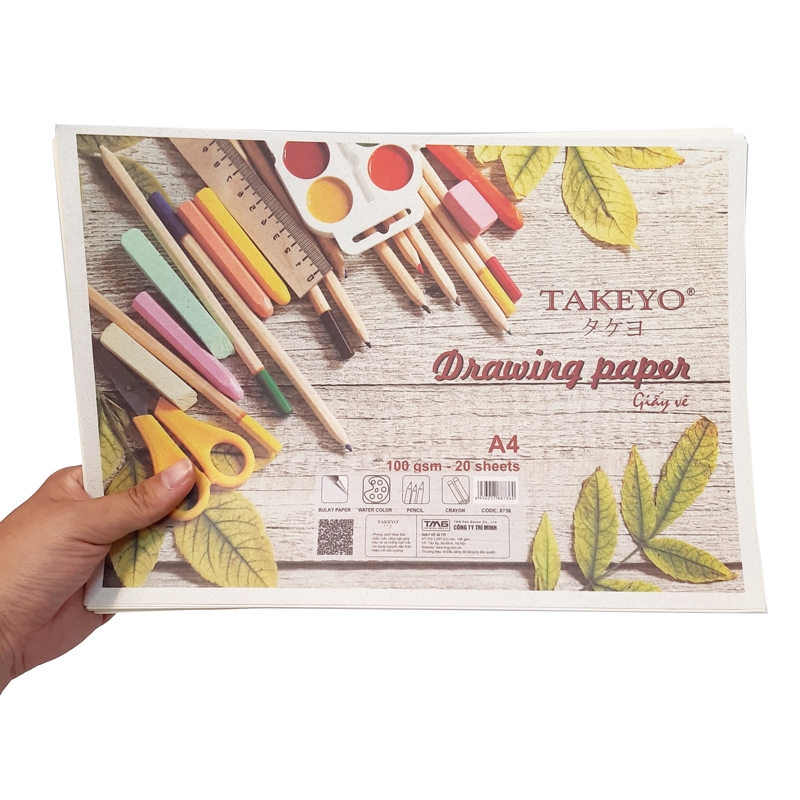 TAKEYO®
タケヨ
Drawing paper
Giấy vẽ
A4
100 gsm - 20 sheets
BULKY PAPER
WATER COLOR
PENCIL
CRAYON
CODE: 8736
TAKEYO
TMG
CÔNG TY TRÍ MINH